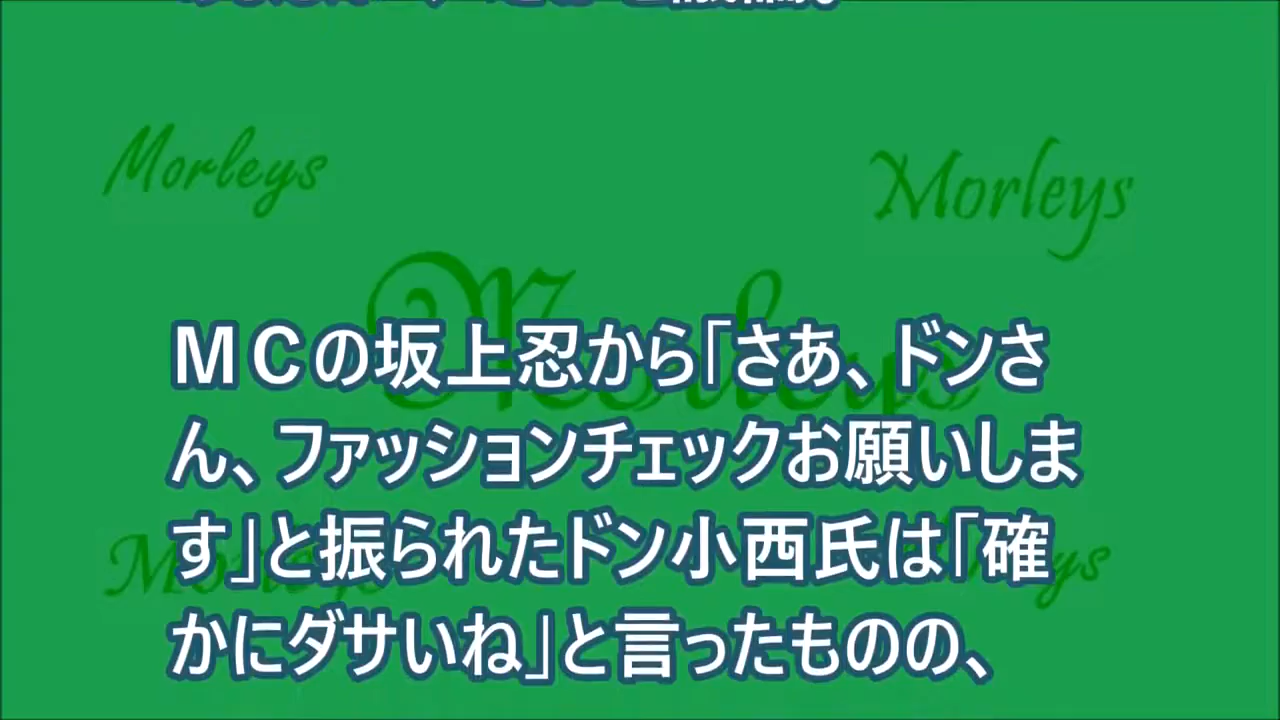 Morleys
Morleys
Morleys
ＭＣの坂上忍から「さあ、ドンさ
ん、ファッションチェックお願いしま
す」と振られたドン小西氏は「確
かにダサいね」と言ったものの、